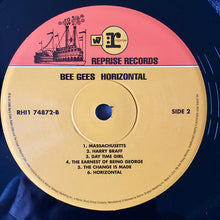 W
r
REPRISE RECORDS
BEE GEES HORIZONTAL
RHI1 74872-B
SIDE 2
1. MASSACHUSETTS
2. HARRY BRAFF
3. DAY TIME GIRL
4. THE EARNEST OF BEING GEORGE
5. THE CHANGE IS MADE
6. HORIZONTAL